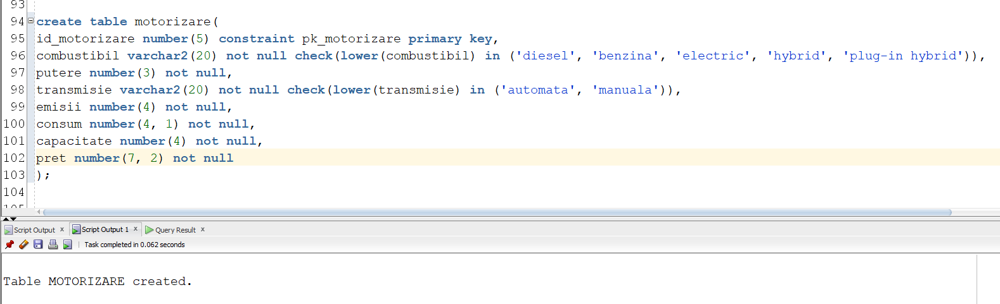 93
94 create table motorizare(
95 id_motorizare number(5) constraint pk_motorizare primary key,
96 combustibil varchar2(20) not null check(lower(combustibil) in ('diesel', 'benzina', 'electric', 'hybrid', 'plug-in hybrid')),
97 putere number(3) not null,
98 transmisie varchar2(20) not null check(lower(transmisie) in ('automata', 'manuala')),
99 emisii number(4) not null,
100 consum number(4, 1) not null,
101 capacitate number(4) not null,
102 pret number(7, 2) not null
103 );
104
105
Script Output x Script Output 1 x Query Result x
Task completed in 0.062 seconds
Table MOTORIZARE created.